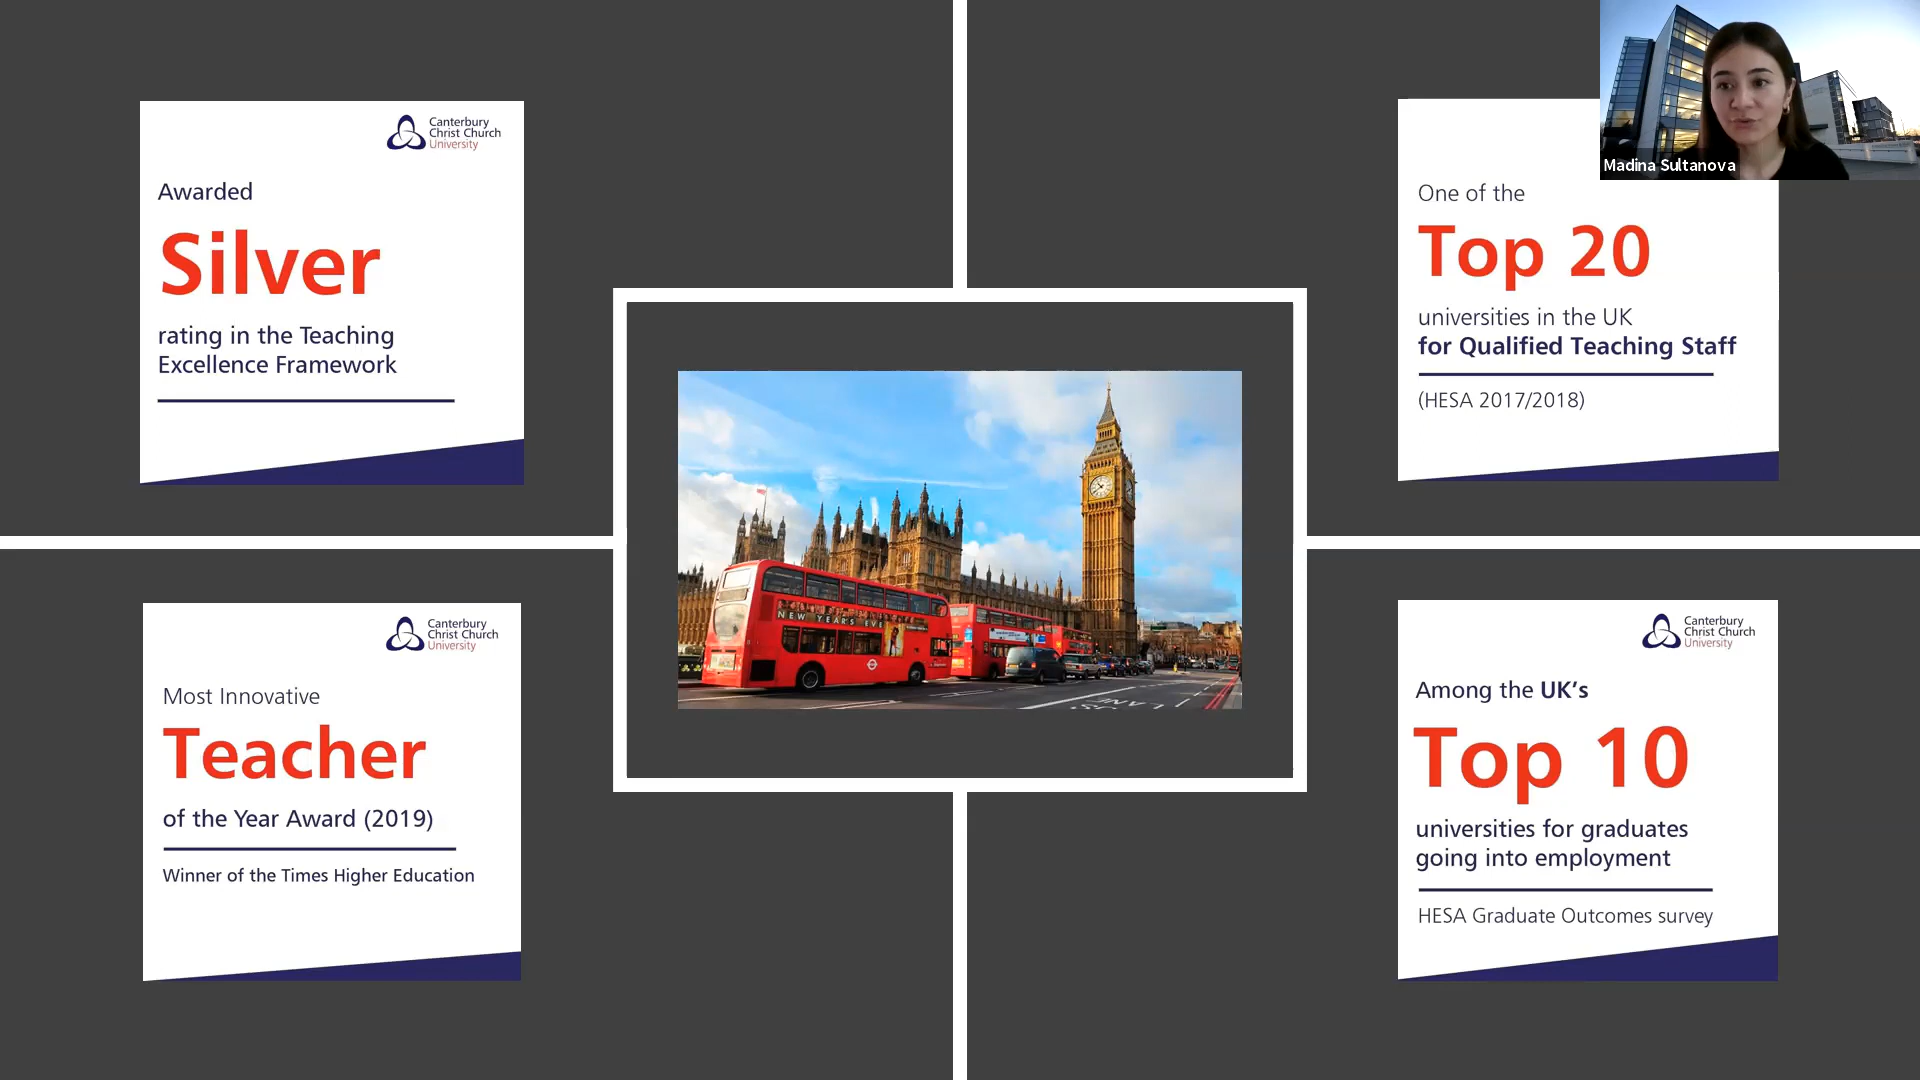 Canterbury
Christ Church
University
Awarded
Silver
rating in the Teaching
Excellence Framework
Madina Sultanova
One of the
Top 20
universities in the UK
for Qualified Teaching Staff
(HESA 2017/2018)
NEW YEAR'S EVE
LANE
Canterbury
Christ Church
University
Most Innovative
Teacher
of the Year Award (2019)
Winner of the Times Higher Education
Canterbury
Christ Church
University
Among the UK's
Top 10
universities for graduates
going into employment
HESA Graduate Outcomes survey